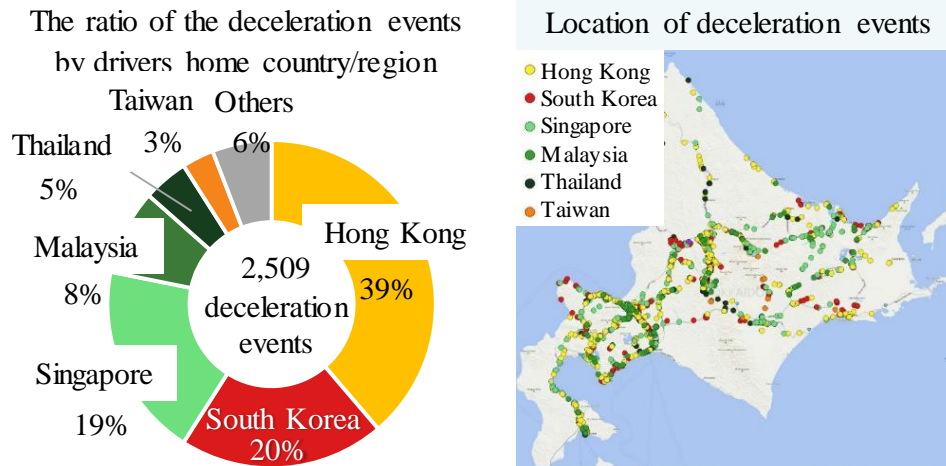 The ratio of the deceleration events
by drivers home country/region
Taiwan
3%
Others
6%
Thailand
5%
Malaysia
8%
Singapore
19%
South Korea
20%
Hong Kong
39%
2,509
deceleration
events
Location of deceleration events
Hong Kong
South Korea
Singapore
Malaysia
Thailand
Taiwan